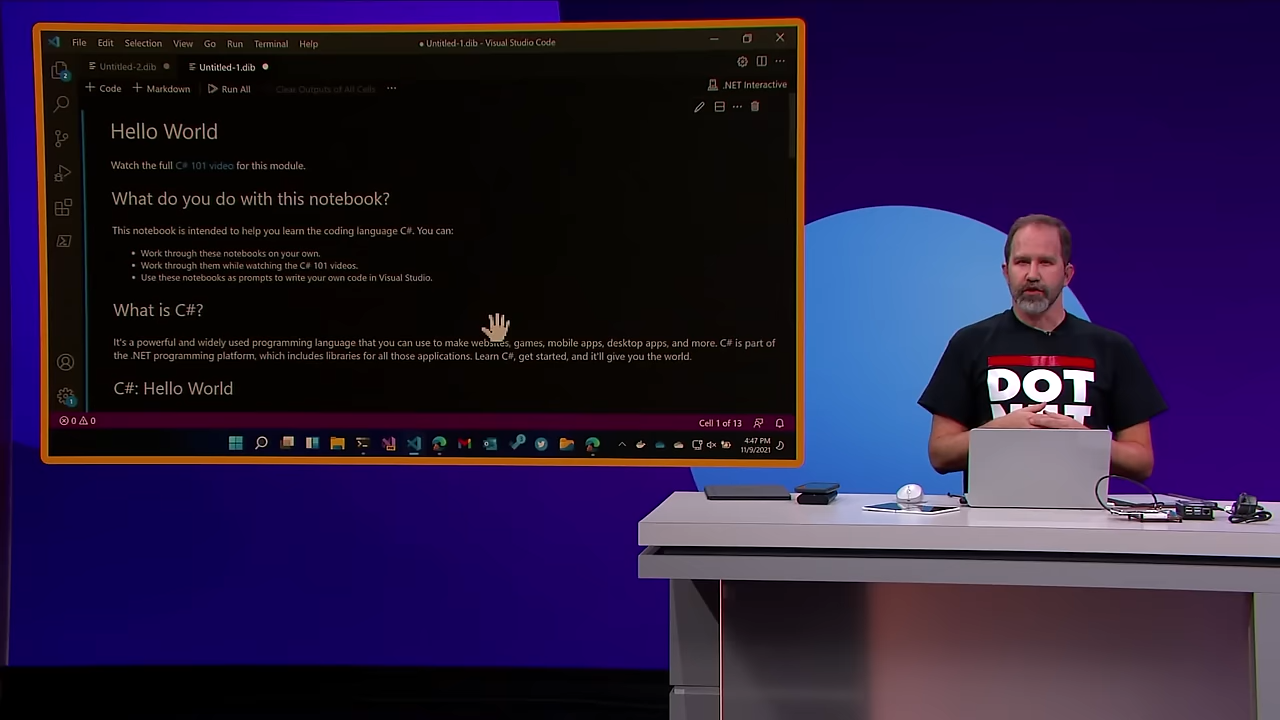 File Edit Selection View Go Run Terminal Help
● Untitled-1.dib - Visual Studio Code
Untitled-2.dib ● Untitled-1.dib ●
+ Code + Markdown Run All Clear Outputs of All Cells ...
.NET Interactive
Hello World
Watch the full C# 101 video for this module.
What do you do with this notebook?
This notebook is intended to help you learn the coding language C#. You can:
• Work through these notebooks on your own.
• Work through them while watching the C# 101 videos.
• Use these notebooks as prompts to write your own code in Visual Studio.
What is C#?
It's a powerful and widely used programming language that you can use to make websites, games, mobile apps, desktop apps, and more. C# is part of
the .NET programming platform, which includes libraries for all those applications. Learn C#, get started, and it'll give you the world.
C#: Hello World
0 0
Cell 1 of 13
4:47 PM
11/9/2021
DOT